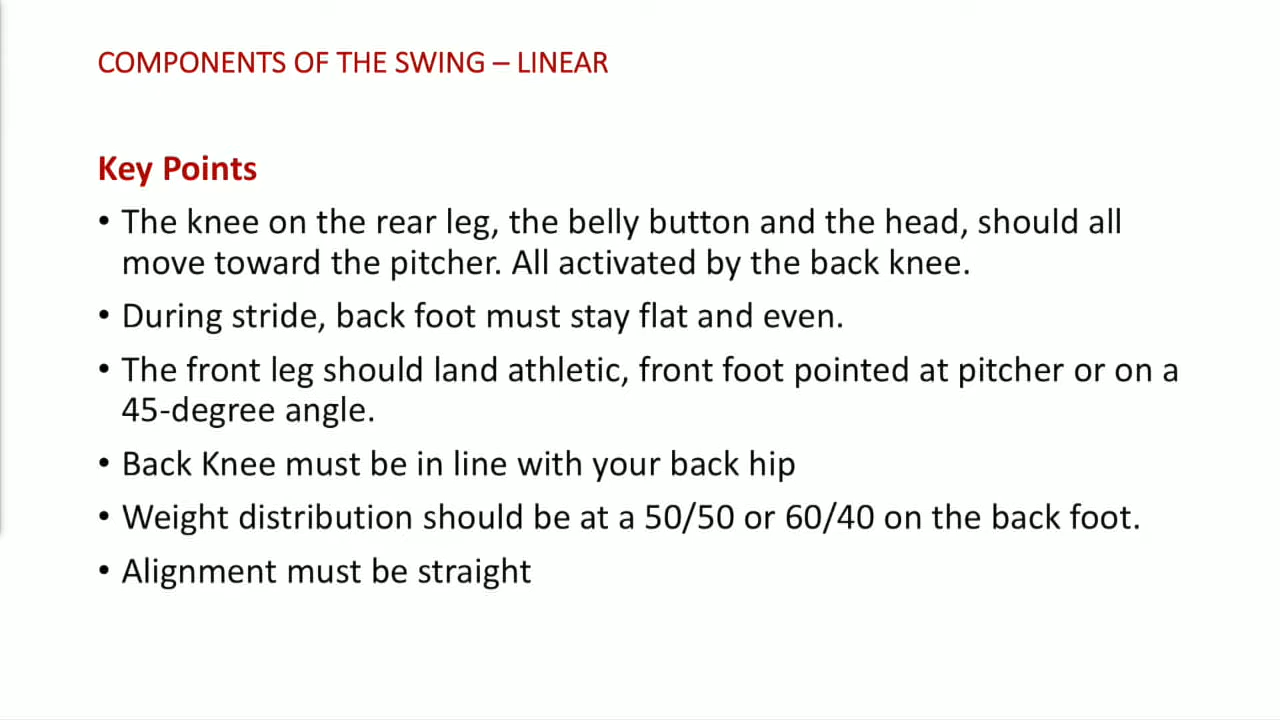 COMPONENTS OF THE SWING – LINEAR
Key Points
• The knee on the rear leg, the belly button and the head, should all
move toward the pitcher. All activated by the back knee.
• During stride, back foot must stay flat and even.
• The front leg should land athletic, front foot pointed at pitcher or on a
45-degree angle.
• Back Knee must be in line with your back hip
• Weight distribution should be at a 50/50 or 60/40 on the back foot.
• Alignment must be straight